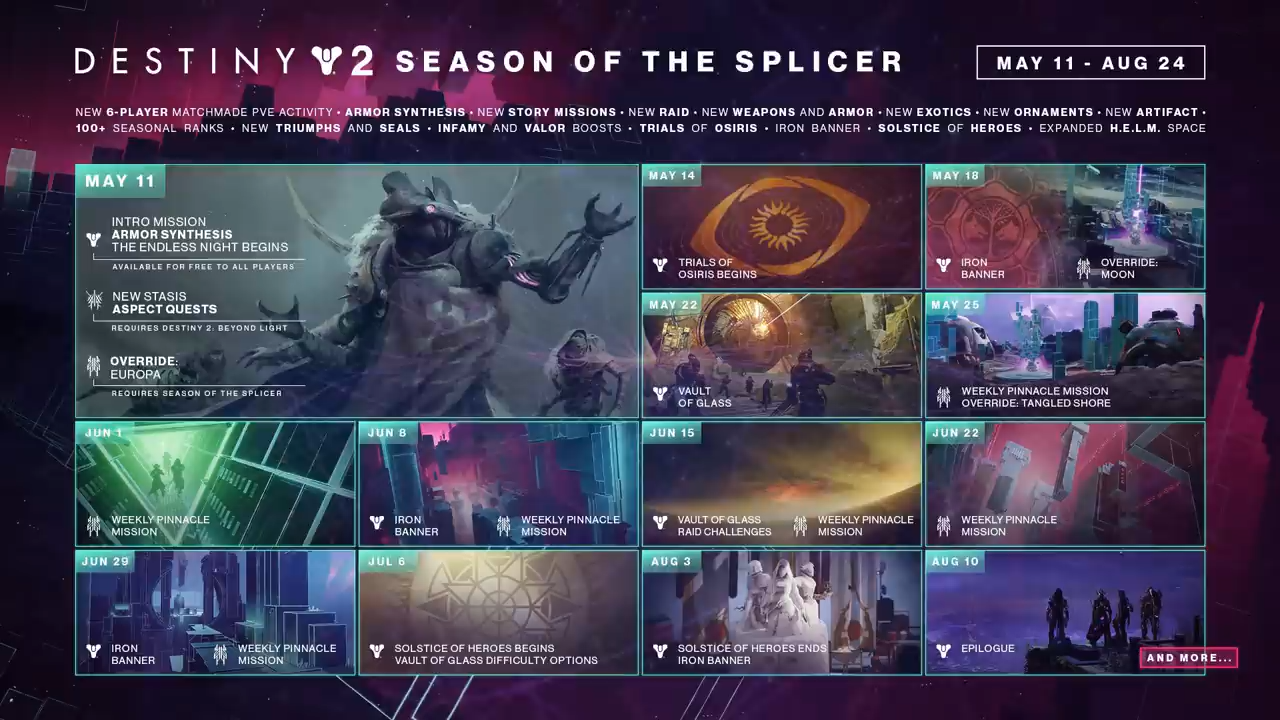 DESTINY 2 SEASON OF THE SPLICER
MAY 11 - AUG 24
NEW 6-PLAYER MATCHMADE PVE ACTIVITY • ARMOR SYNTHESIS • NEW STORY MISSIONS • NEW RAID • NEW WEAPONS AND ARMOR • NEW EXOTICS • NEW ORNAMENTS • NEW ARTIFACT •
100+ SEASONAL RANKS • NEW TRIUMPHS AND SEALS • INFAMY AND VALOR BOOSTS • TRIALS OF OSIRIS • IRON BANNER • SOLSTICE OF HEROES • EXPANDED H.E.L.M. SPACE
MAY 11
INTRO MISSION
ARMOR SYNTHESIS
THE ENDLESS NIGHT BEGINS
AVAILABLE FOR FREE TO ALL PLAYERS
NEW STASIS
ASPECT QUESTS
REQUIRES DESTINY 2: BEYOND LIGHT
OVERRIDE:
EUROPA
REQUIRES SEASON OF THE SPLICER
MAY 14
TRIALS OF
OSIRIS BEGINS
MAY 18
IRON
BANNER
OVERRIDE:
MOON
MAY 22
VAULT
OF GLASS
MAY 25
WEEKLY PINNACLE MISSION
OVERRIDE: TANGLED SHORE
JUN 1
WEEKLY PINNACLE
MISSION
JUN 8
IRON
BANNER
WEEKLY PINNACLE
MISSION
JUN 15
VAULT OF GLASS
RAID CHALLENGES
WEEKLY PINNACLE
MISSION
JUN 22
WEEKLY PINNACLE
MISSION
JUN 29
IRON
BANNER
WEEKLY PINNACLE
MISSION
JUL 6
SOLSTICE OF HEROES BEGINS
VAULT OF GLASS DIFFICULTY OPTIONS
AUG 3
SOLSTICE OF HEROES ENDS
IRON BANNER
AUG 10
EPILOGUE
AND MORE...